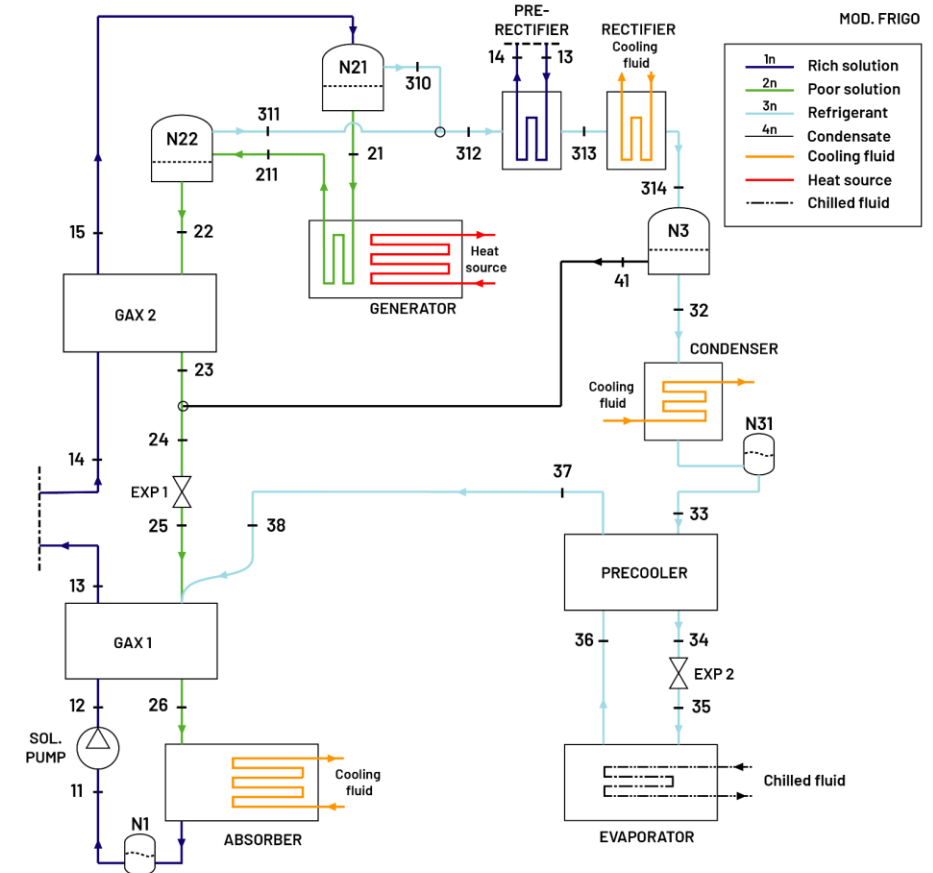 PRE-
RECTIFIER
RECTIFIER
MOD. FRIGO
Cooling
fluid
14
13
N21
310
1n Rich solution
2n Poor solution
3n Refrigerant
4n Condensate
Cooling fluid
Heat source
Chilled fluid
311
N22
312
313
21
211
314
15
22
N3
Heat
source
41
GENERATOR
GAX 2
32
CONDENSER
23
Cooling
fluid
N31
24
14
37
EXP 1
25
38
33
PRECOOLER
13
GAX 1
36
34
EXP 2
12
26
35
SOL.
PUMP
Cooling
fluid
Chilled fluid
11
N1
ABSORBER
EVAPORATOR